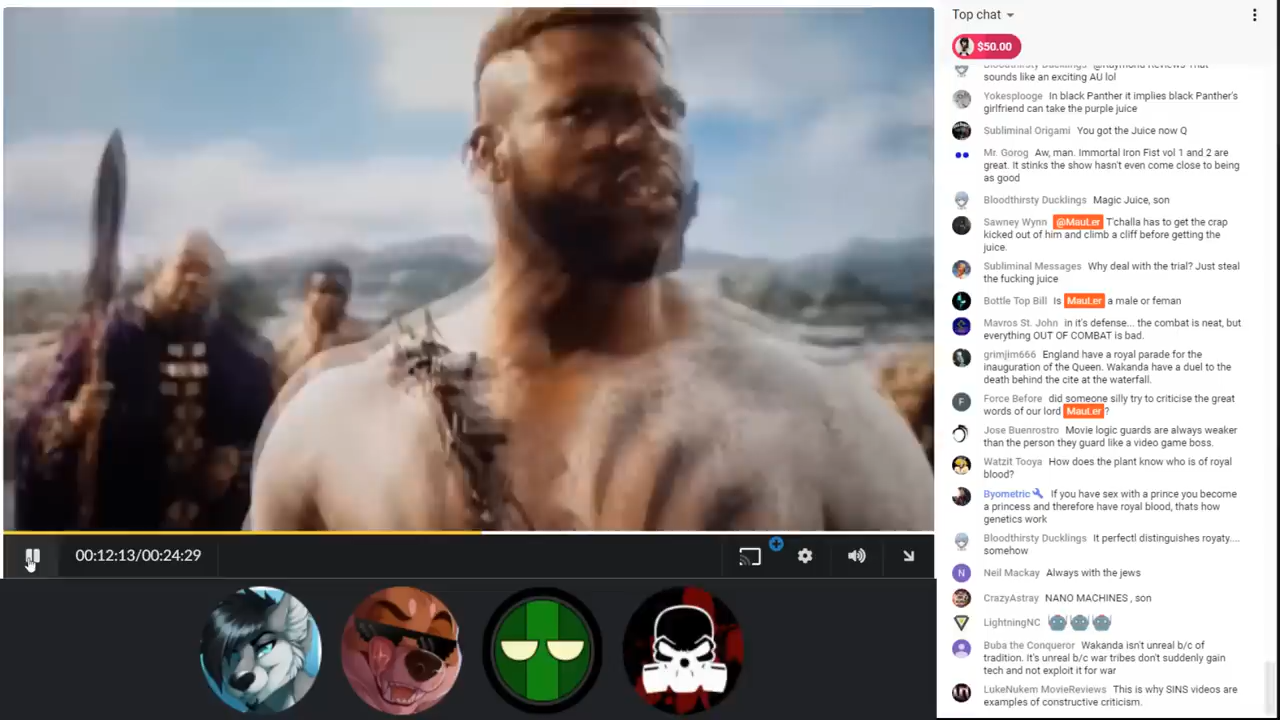 Top chat
$50.00
Bloodthirsty Ducklings @Raymond Reviews That
sounds like an exciting AU lol
Yokesplooge In black Panther it implies black Panther's
girlfriend can take the purple juice
Subliminal Origami You got the Juice now Q
Mr. Gorog Aw, man. Immortal Iron Fist vol 1 and 2 are
great. It stinks the show hasn't even come close to being
as good
Bloodthirsty Ducklings Magic Juice, son
Sawney Wynn @MauLer T'challa has to get the crap
kicked out of him and climb a cliff before getting the
juice.
Subliminal Messages Why deal with the trial? Just steal
the fucking juice
Bottle Top Bill Is MauLer a male or feman
Mavros St. John in it's defense... the combat is neat, but
everything OUT OF COMBAT is bad.
grimjim666 England have a royal parade for the
inauguration of the Queen. Wakanda have a duel to the
death behind the cite at the waterfall.
F Force Before did someone silly try to criticise the great
words of our lord MauLer ?
Jose Buenrostro Movie logic guards are always weaker
than the person they guard like a video game boss.
Watzit Tooya How does the plant know who is of royal
blood?
Byometric If you have sex with a prince you become
a princess and therefore have royal blood, thats how
genetics work
Bloodthirsty Ducklings It perfectl distinguishes royaty....
somehow
N Neil Mackay Always with the jews
CrazyAstray NANO MACHINES , son
LightningNC
Buba the Conqueror Wakanda isn't unreal b/c of
tradition. It's unreal b/c war tribes don't suddenly gain
tech and not exploit it for war
LukeNukem MovieReviews This is why SINS videos are
examples of constructive criticism.
00:12:13/00:24:29